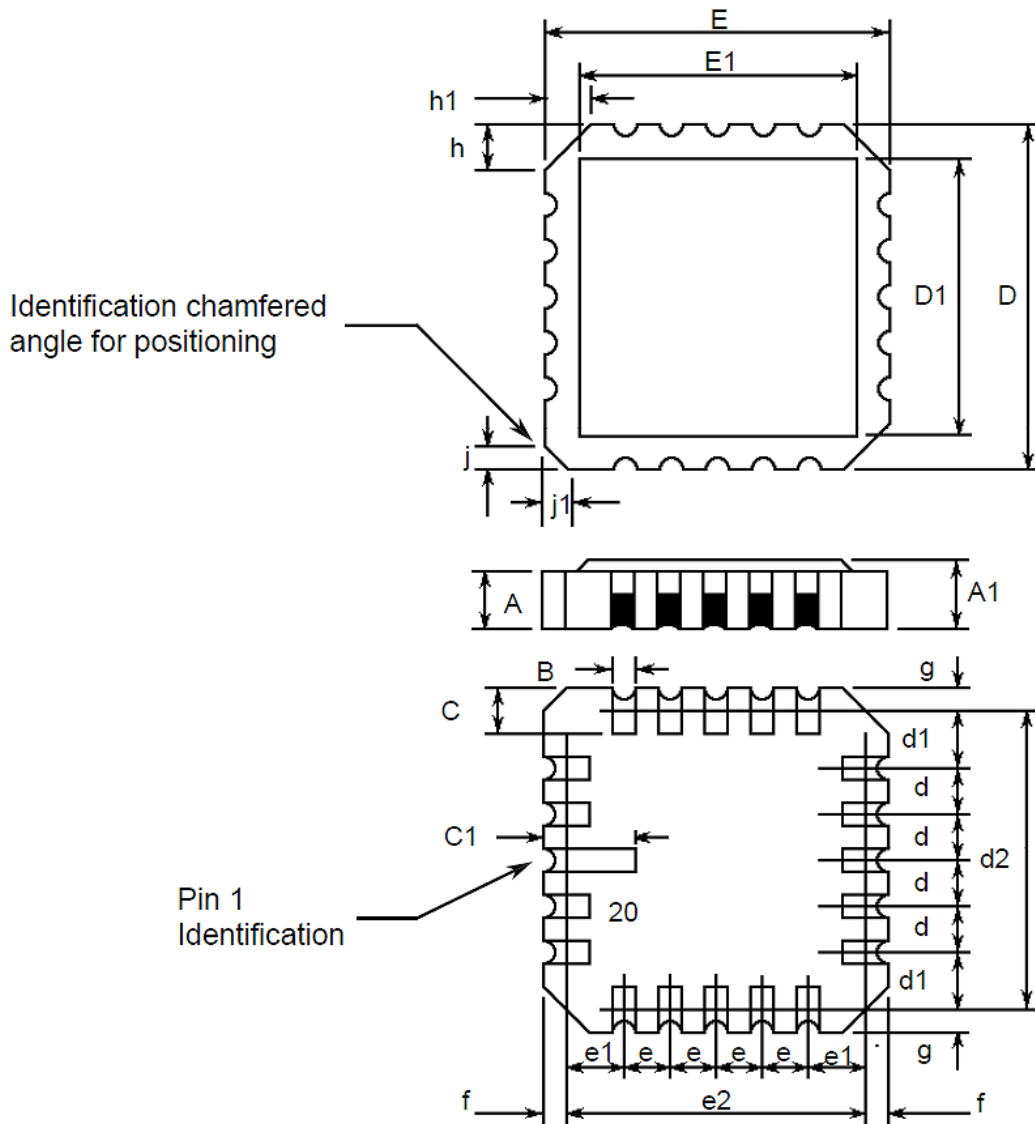 E
E1
h1
h
D1
D
Identification chamfered
angle for positioning
j
j1
A
A1
B
g
C
d1
d
C1
d
d2
Pin 1
Identification
20
d
d
d1
e1
e
e
e
e
e1
g
f
e2
f